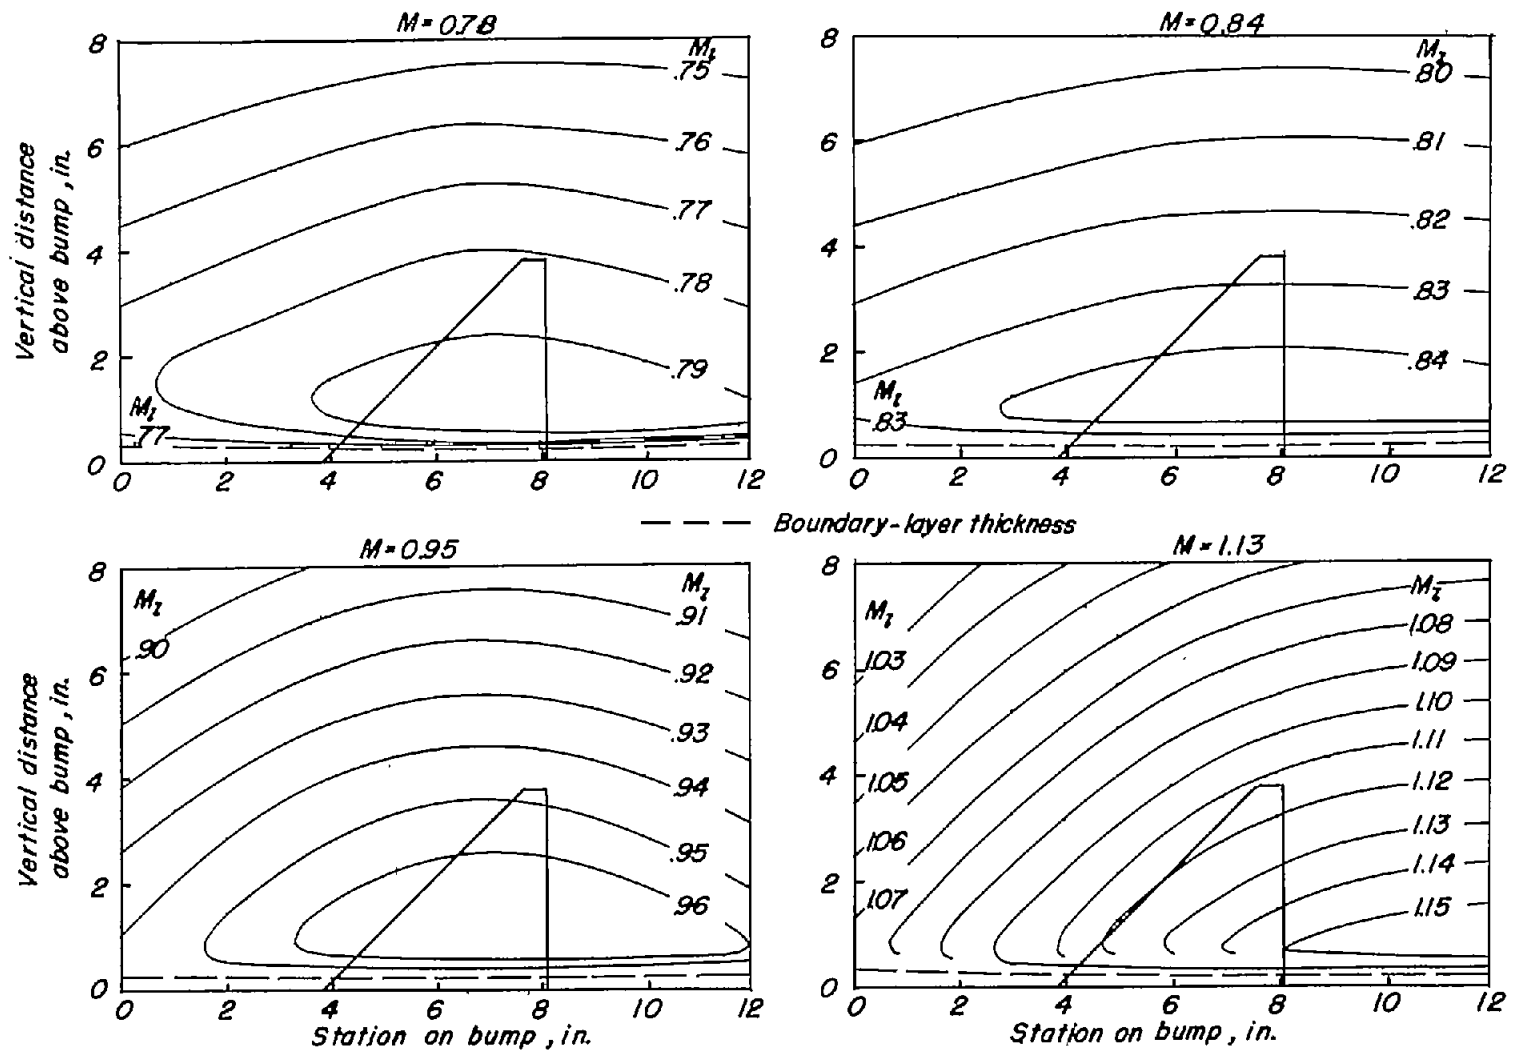 M = 0.78
Vertical distance
above bump, in.
8
6
4
2
0
M_l
.75
.76
.77
.78
.79
M_l
.77
0 2 4 6 8 10 12
M = 0.84
8
6
4
2
0
M_l
.80
.81
.82
.83
.84
M_l
.83
0 2 4 6 8 10 12
— — — Boundary-layer thickness
M = 0.95
Vertical distance
above bump, in.
8
6
4
2
0
M_l
.90
M_l
.91
.92
.93
.94
.95
.96
0 2 4 6 8 10 12
Station on bump, in.
M = 1.13
8
6
4
2
0
M_l
1.03
1.04
1.05
1.06
1.07
M_l
1.08
1.09
1.10
1.11
1.12
1.13
1.14
1.15
0 2 4 6 8 10 12
Station on bump, in.